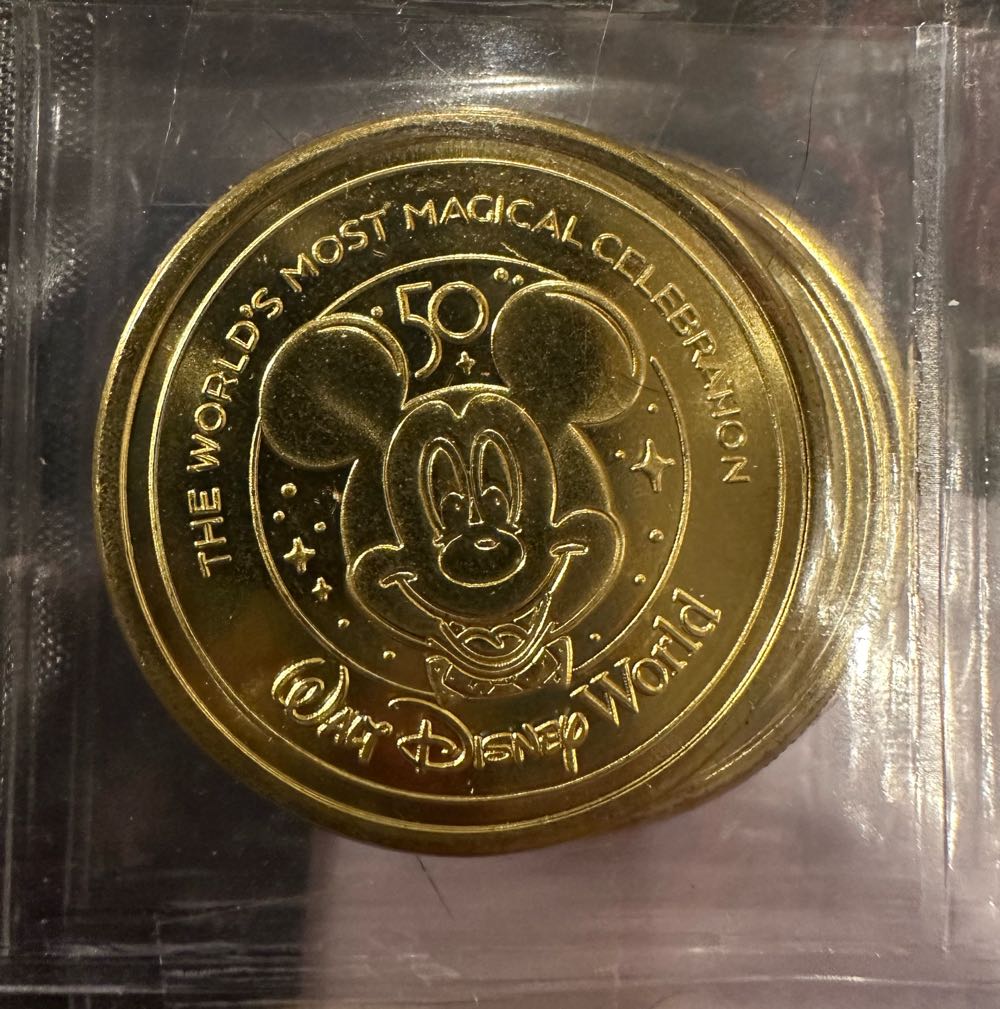 THE WORLD'S MOST MAGICAL CELEBRATION
50
WALT DISNEY World